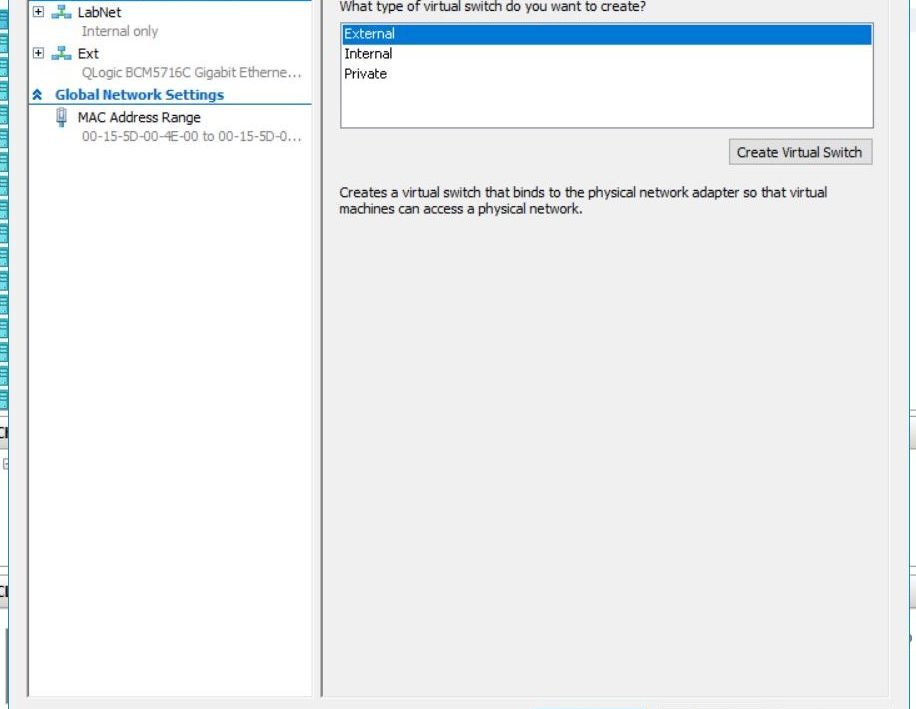 LabNet
Internal only
Ext
QLogic BCM5716C Gigabit Etherne...
Global Network Settings
MAC Address Range
00-15-5D-00-4E-00 to 00-15-5D-0...
What type of virtual switch do you want to create?
External
Internal
Private
Create Virtual Switch
Creates a virtual switch that binds to the physical network adapter so that virtual
machines can access a physical network.